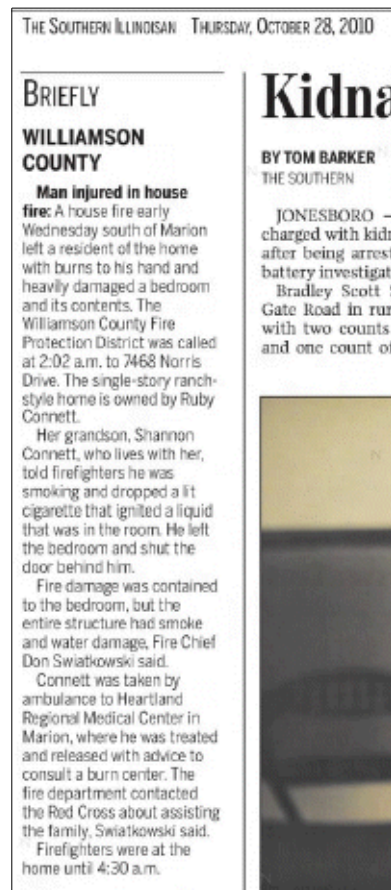 THE SOUTHERN ILLINOISAN THURSDAY, OCTOBER 28, 2010
BRIEFLY
WILLIAMSON
COUNTY
Man injured in house
fire: A house fire early
Wednesday south of Marion
left a resident of the home
with burns to his hand and
heavily damaged a bedroom
and its contents. The
Williamson County Fire
Protection District was called
at 2:02 a.m. to 7468 Norris
Drive. The single-story ranch-
style home is owned by Ruby
Connett.
Her grandson, Shannon
Connett, who lives with her,
told firefighters he was
smoking and dropped a lit
cigarette that ignited a liquid
that was in the room. He left
the bedroom and shut the
door behind him.
Fire damage was contained
to the bedroom, but the
entire structure had smoke
and water damage, Fire Chief
Don Swiatkowski said.
Connett was taken by
ambulance to Heartland
Regional Medical Center in
Marion, where he was treated
and released with advice to
consult a burn center. The
fire department contacted
the Red Cross about assisting
the family, Swiatkowski said.
Firefighters were at the
home until 4:30 a.m.
Kidna
BY TOM BARKER
THE SOUTHERN
JONESBORO –
charged with kidn
after being arrest
battery investigat
Bradley Scott
Gate Road in rur
with two counts
and one count of